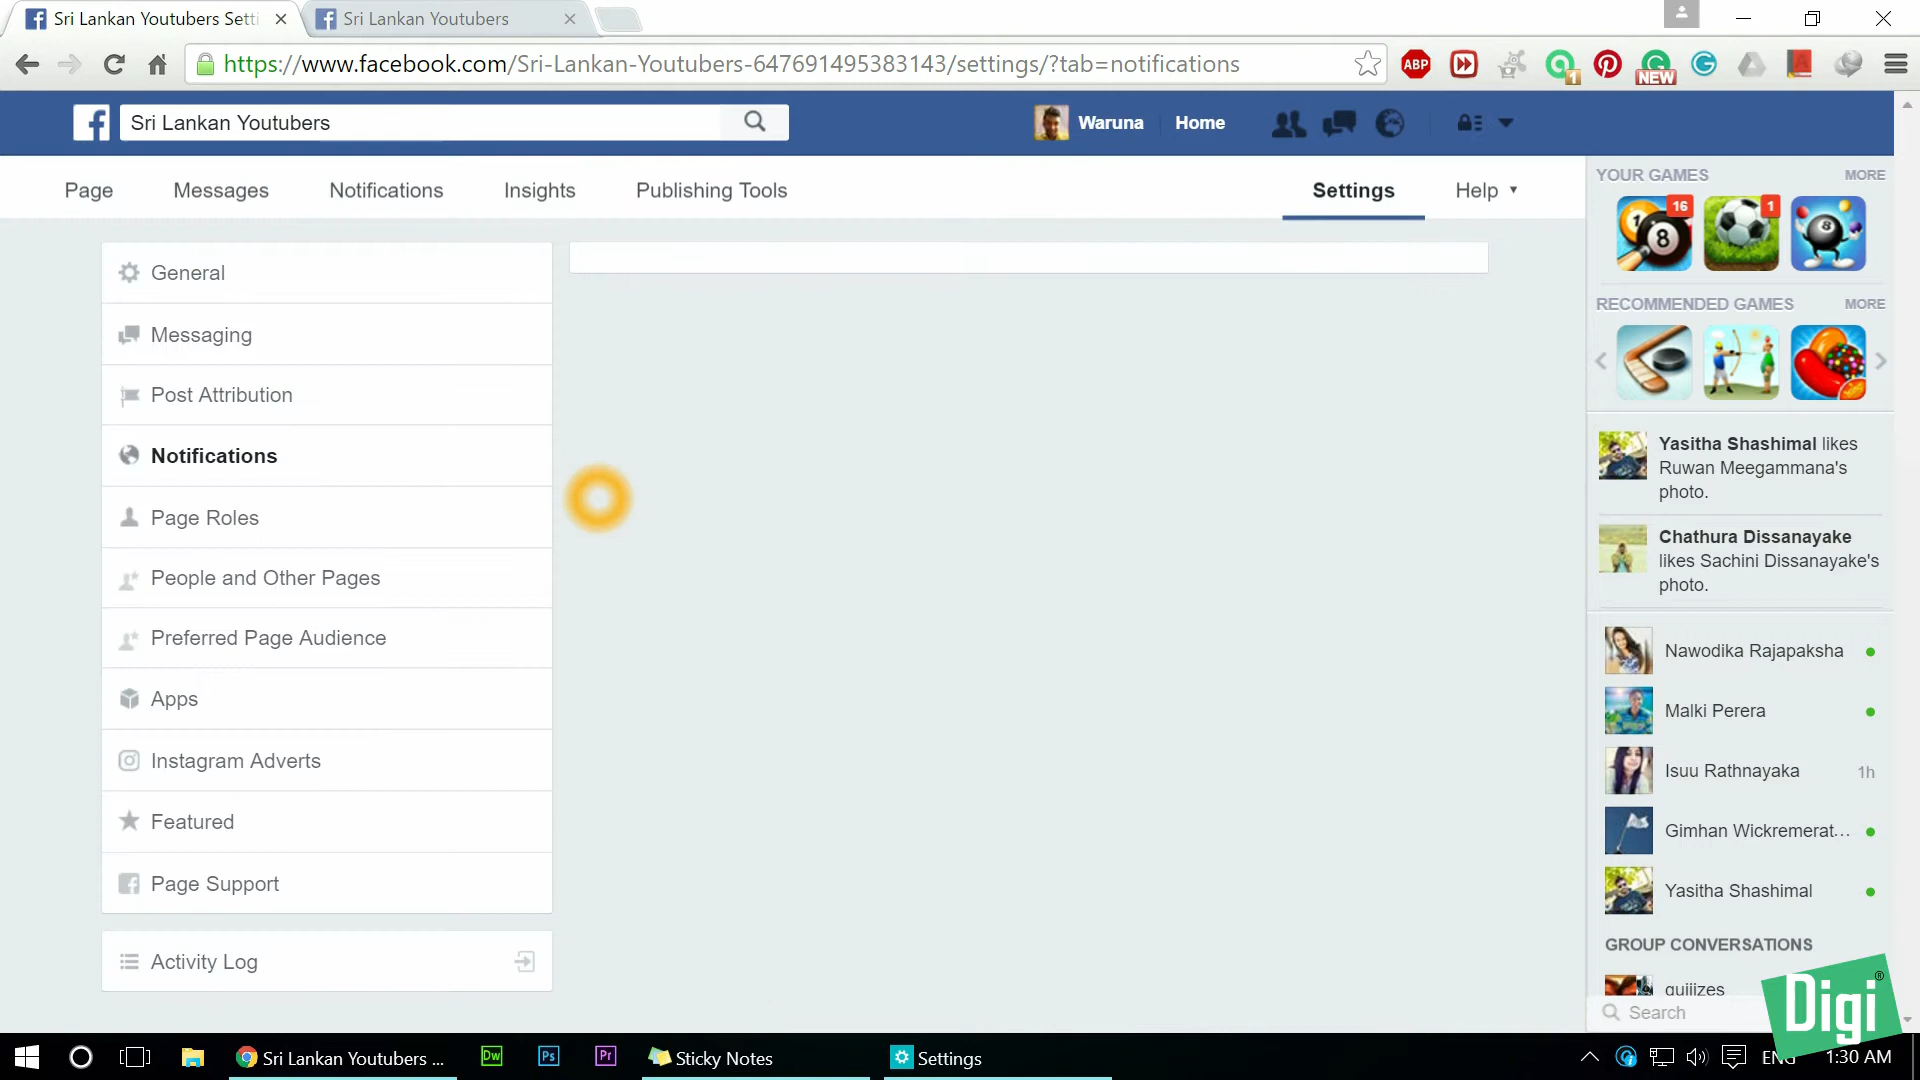 Sri Lankan Youtubers Setti
Sri Lankan Youtubers
https://www.facebook.com/Sri-Lankan-Youtubers-647691495383143/settings/?tab=notifications
ABP
1
NEW
Sri Lankan Youtubers
Waruna
Home
Page
Messages
Notifications
Insights
Publishing Tools
Settings
Help
General
Messaging
Post Attribution
Notifications
Page Roles
People and Other Pages
Preferred Page Audience
Apps
Instagram Adverts
Featured
Page Support
Activity Log
YOUR GAMES
MORE
16
1
8
1
8
RECOMMENDED GAMES
MORE
Yasitha Shashimal likes
Ruwan Meegammana's
photo.
Chathura Dissanayake
likes Sachini Dissanayake's
photo.
Nawodika Rajapaksha
Malki Perera
Isuu Rathnayaka
1h
Gimhan Wickremerat...
Yasitha Shashimal
GROUP CONVERSATIONS
quiizes
Search
Digi
®
Sri Lankan Youtubers ...
Dw
Ps
Pr
Sticky Notes
Settings
ENG
1:30 AM